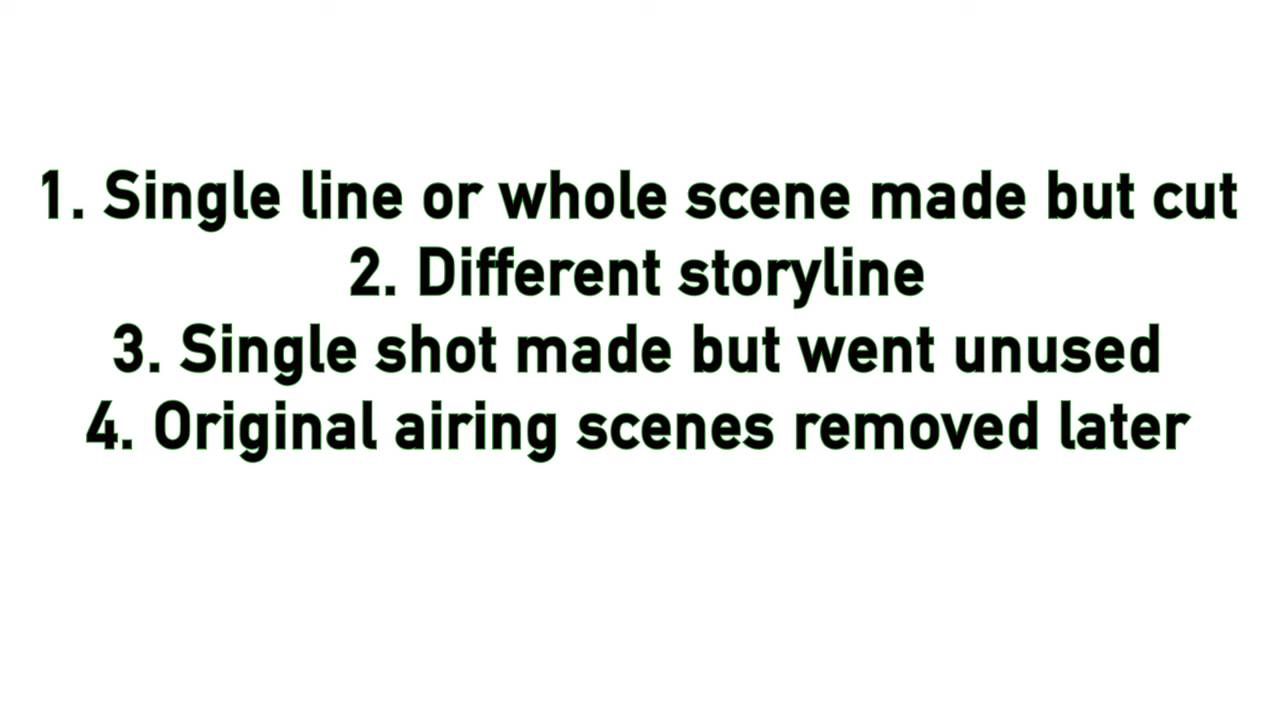 1. Single line or whole scene made but cut
2. Different storyline
3. Single shot made but went unused
4. Original airing scenes removed later